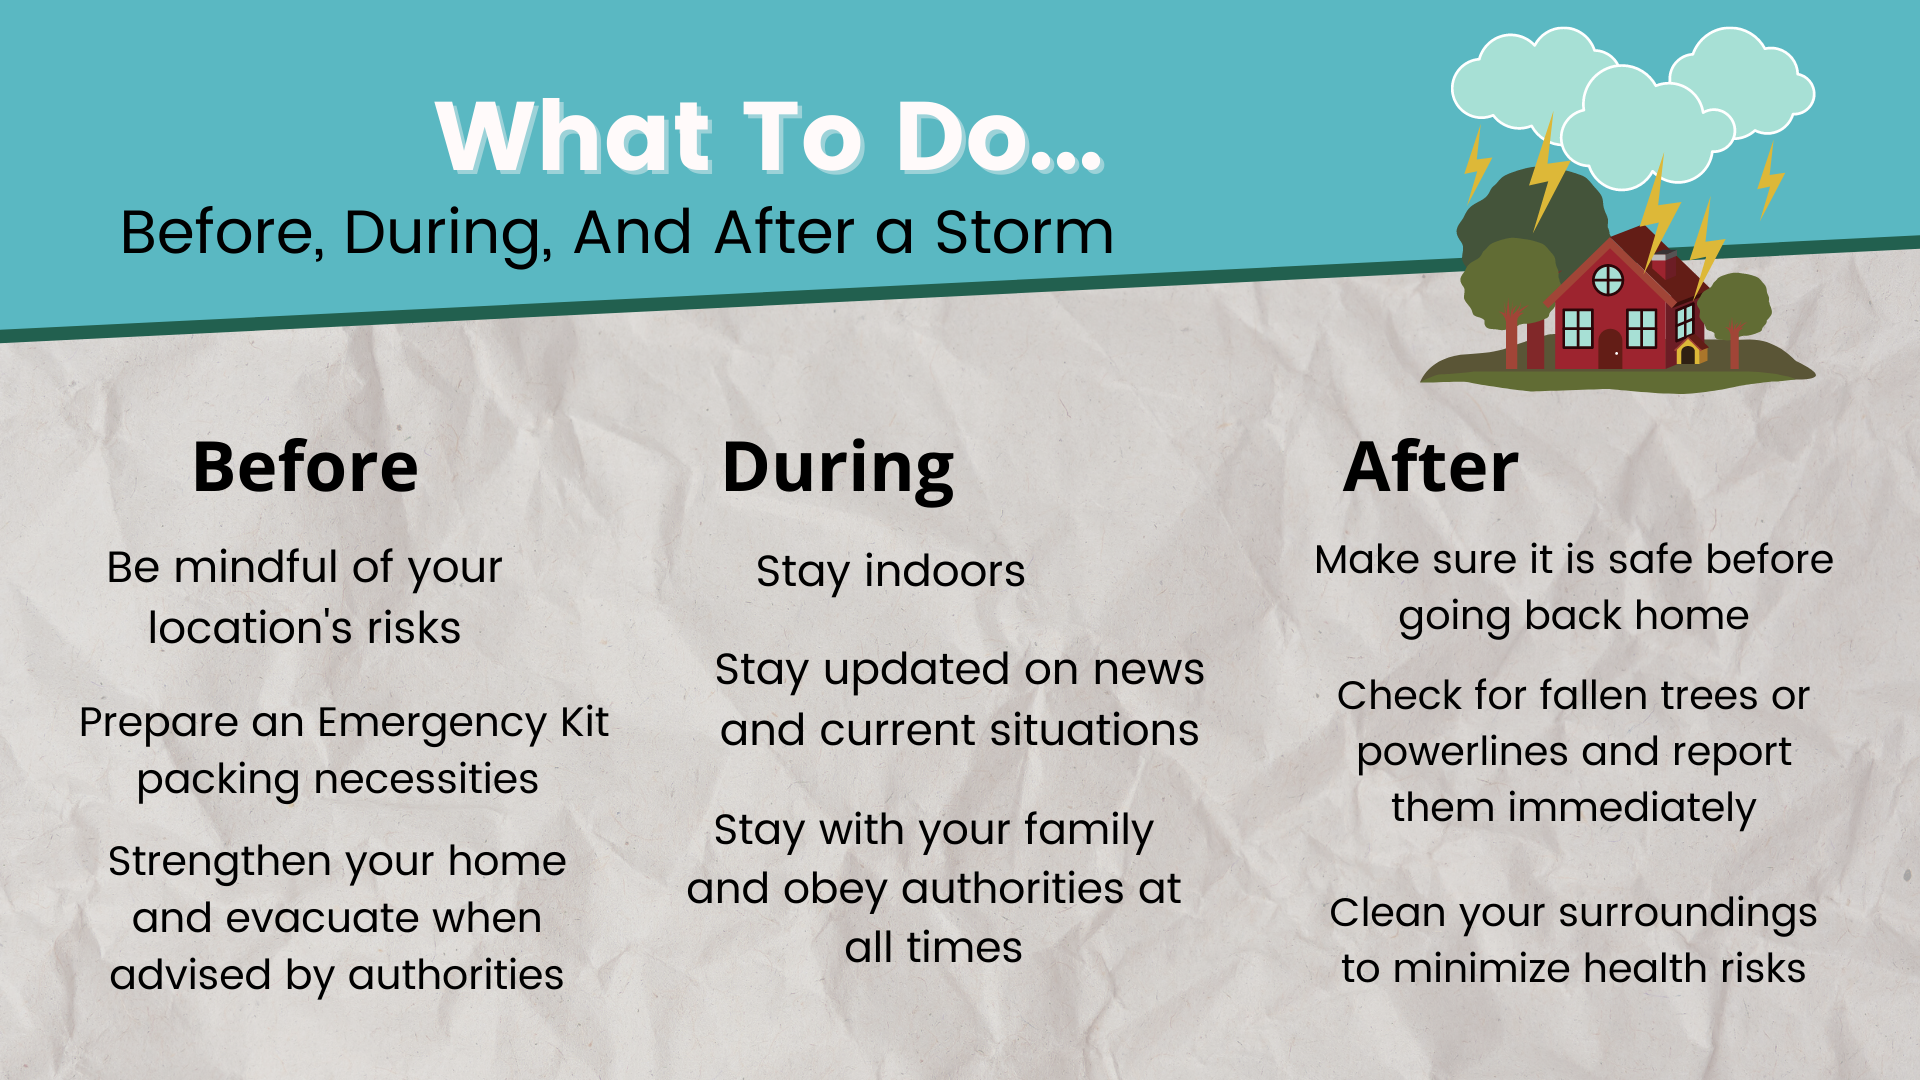 What To Do...
Before, During, And After a Storm
Before
Be mindful of your
location's risks
Prepare an Emergency Kit
packing necessities
Strengthen your home
and evacuate when
advised by authorities
During
Stay indoors
Stay updated on news
and current situations
Stay with your family
and obey authorities at
all times
After
Make sure it is safe before
going back home
Check for fallen trees or
powerlines and report
them immediately
Clean your surroundings
to minimize health risks